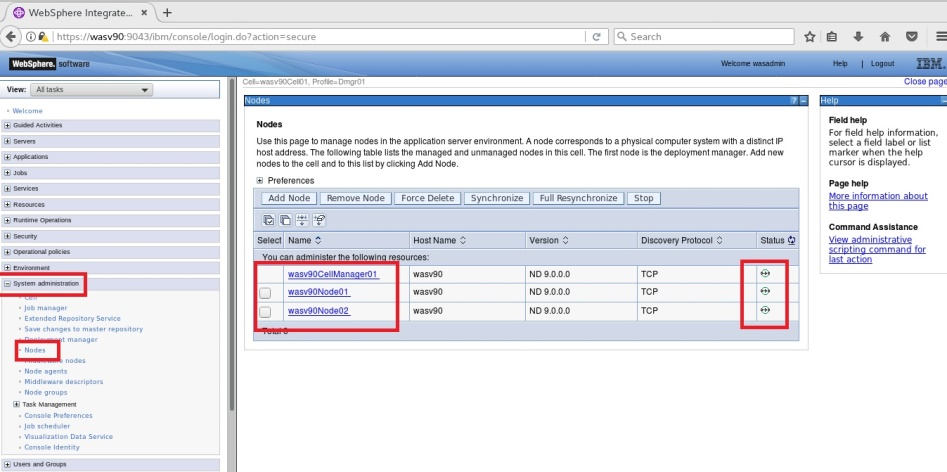 WebSphere Integrate...
https://wasv90:9043/ibm/console/login.do?action=secure
Search
WebSphere. software
Welcome wasadmin
Help
Logout
IBM.
View: All tasks
Welcome
Guided Activities
Servers
Applications
Jobs
Services
Resources
Runtime Operations
Security
Operational policies
Environment
System administration
Cell
Job manager
Extended Repository Service
Save changes to master repository
Deployment manager
Nodes
Middleware nodes
Node agents
Middleware descriptors
Node groups
Task Management
Console Preferences
Job scheduler
Visualization Data Service
Console Identity
Users and Groups
Cell=wasv90Cell01, Profile=Dmgr01
Close page
Nodes
Nodes
Use this page to manage nodes in the application server environment. A node corresponds to a physical computer system with a distinct IP
host address. The following table lists the managed and unmanaged nodes in this cell. The first node is the deployment manager. Add new
nodes to the cell and to this list by clicking Add Node.
Preferences
Add Node Remove Node Force Delete Synchronize Full Resynchronize Stop
Select Name Host Name Version Discovery Protocol Status
You can administer the following resources:
wasv90CellManager01 wasv90 ND 9.0.0.0 TCP
wasv90Node01 wasv90 ND 9.0.0.0 TCP
wasv90Node02 wasv90 ND 9.0.0.0 TCP
Total 3
Help
Field help
For field help information,
select a field label or list
marker when the help
cursor is displayed.
Page help
More information about
this page
Command Assistance
View administrative
scripting command for
last action